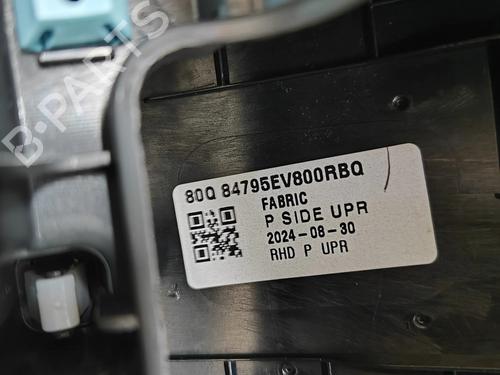 B-PARTS
80Q 84795EV800RBQ
FABRIC
P SIDE UPR
2024-08-30
RHD P UPR